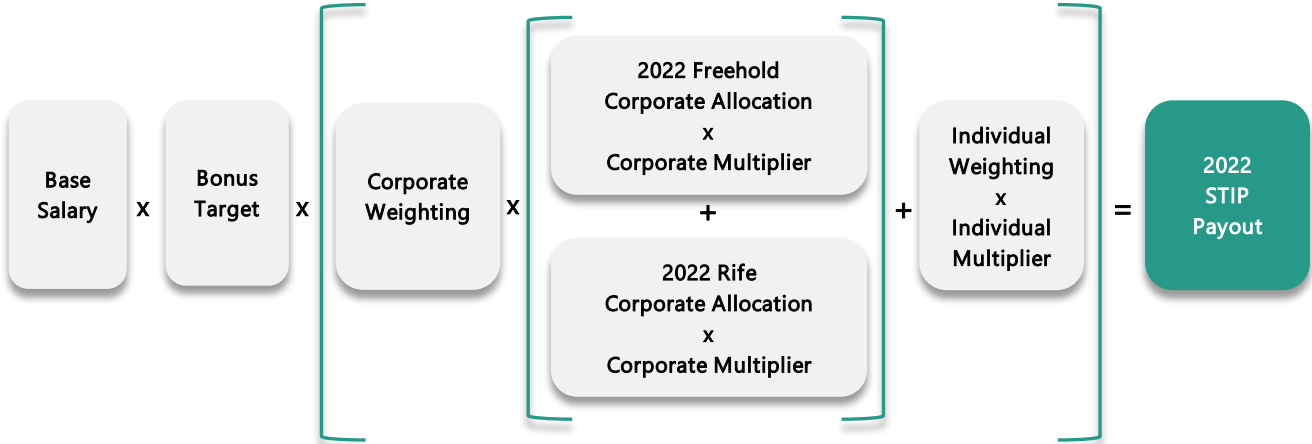 Base
Salary
x
Bonus
Target
x
Corporate
Weighting
x
2022 Freehold
Corporate Allocation
x
Corporate Multiplier
+
2022 Rife
Corporate Allocation
x
Corporate Multiplier
+
Individual
Weighting
x
Individual
Multiplier
=
2022
STIP
Payout